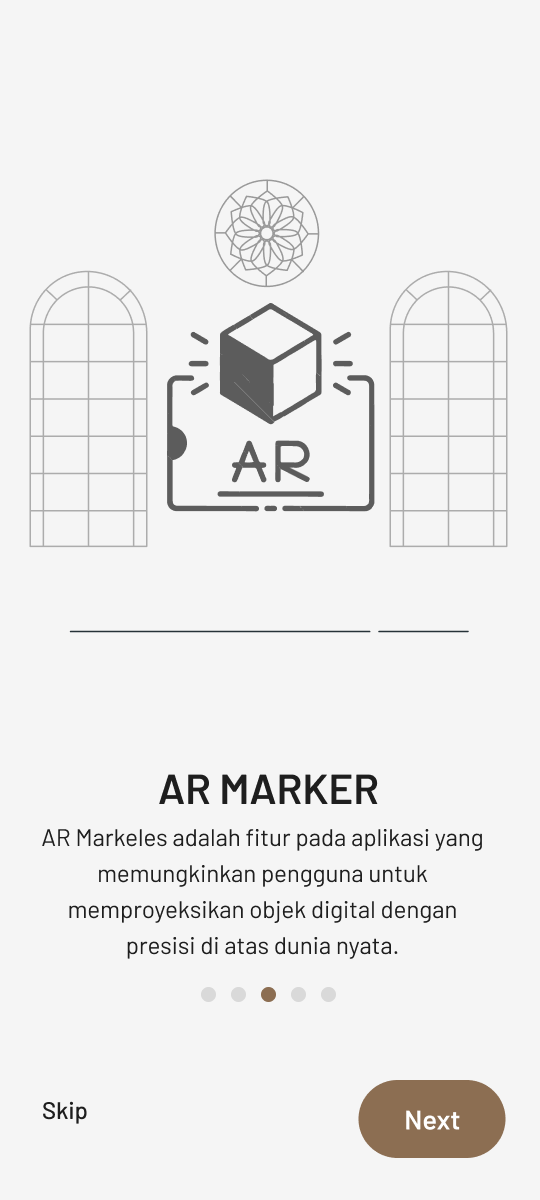 AR
AR MARKER
AR Markeles adalah fitur pada aplikasi yang
memungkinkan pengguna untuk
memproyeksikan objek digital dengan
presisi di atas dunia nyata.
Skip
Next